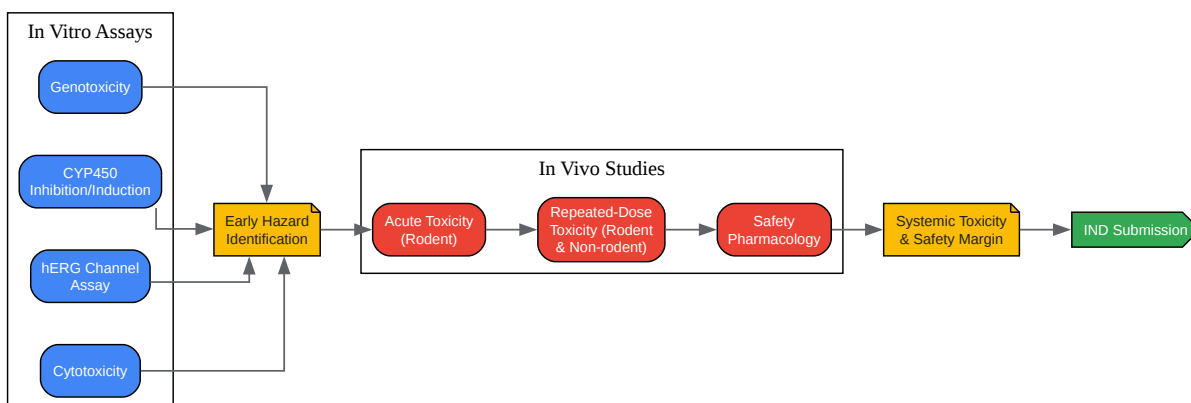 In Vitro Assays
Genotoxicity
CYP450
Inhibition/Induction
hERG Channel
Assay
Cytotoxicity
Early Hazard
Identification
In Vivo Studies
Acute Toxicity
(Rodent)
Repeated-Dose
Toxicity (Rodent
& Non-rodent)
Safety
Pharmacology
Systemic Toxicity
& Safety Margin
IND Submission